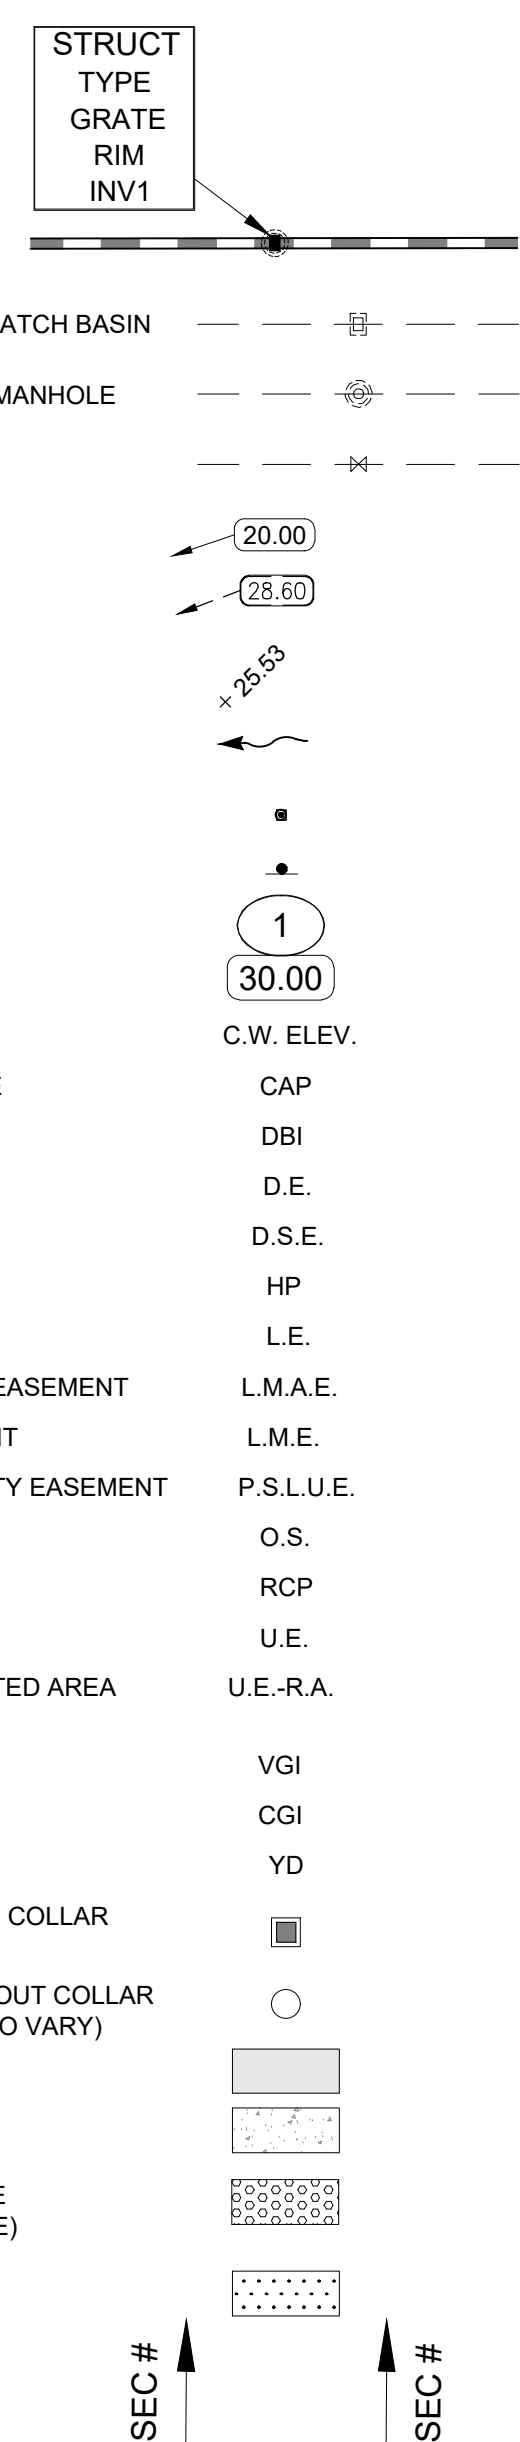 STRUCT
TYPE
GRATE
RIM
INV1
ATCH BASIN
MANHOLE
20.00
28.60
× 25.53
1
30.00
C.W. ELEV.
E CAP
DBI
D.E.
D.S.E.
HP
L.E.
EASEMENT L.M.A.E.
NT L.M.E.
TY EASEMENT P.S.L.U.E.
O.S.
RCP
U.E.
TED AREA U.E.-R.A.
VGI
CGI
YD
COLLAR
OUT COLLAR
O VARY)
E
E)
SEC # SEC #